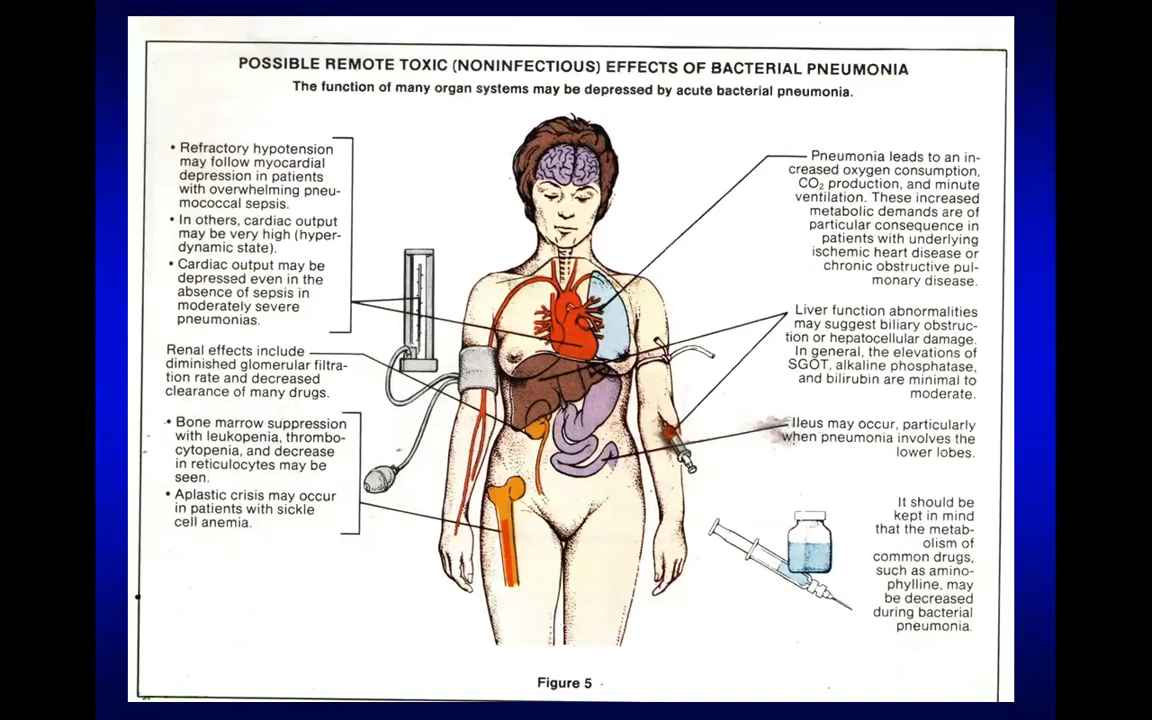 POSSIBLE REMOTE TOXIC (NONINFECTIOUS) EFFECTS OF BACTERIAL PNEUMONIA
The function of many organ systems may be depressed by acute bacterial pneumonia.
• Refractory hypotension
may follow myocardial
depression in patients
with overwhelming pneu-
mococcal sepsis.
• In others, cardiac output
may be very high (hyper-
dynamic state).
• Cardiac output may be
depressed even in the
absence of sepsis in
moderately severe
pneumonias.
Renal effects include
diminished glomerular filtra-
tion rate and decreased
clearance of many drugs.
• Bone marrow suppression
with leukopenia, thrombo-
cytopenia, and decrease
in reticulocytes may be
seen.
• Aplastic crisis may occur
in patients with sickle
cell anemia.
Pneumonia leads to an in-
creased oxygen consumption,
CO₂ production, and minute
ventilation. These increased
metabolic demands are of
particular consequence in
patients with underlying
ischemic heart disease or
chronic obstructive pul-
monary disease.
Liver function abnormalities
may suggest biliary obstruc-
tion or hepatocellular damage.
In general, the elevations of
SGOT, alkaline phosphatase,
and bilirubin are minimal to
moderate.
Ileus may occur, particularly
when pneumonia involves the
lower lobes.
It should be
kept in mind
that the metab-
olism of
common drugs,
such as amino-
phylline, may
be decreased
during bacterial
pneumonia.
Figure 5